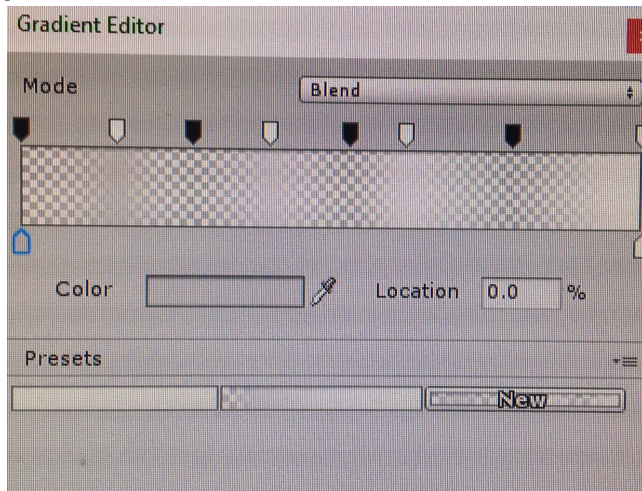 Gradient Editor
Mode Blend
Color Location 0.0 %
Presets
New